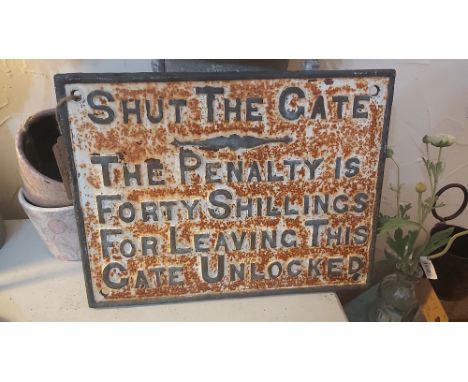 SHUT THE GATE
THE PENALTY IS
FORTY SHILLINGS
FOR LEAVING THIS
GATE UNLOCKED